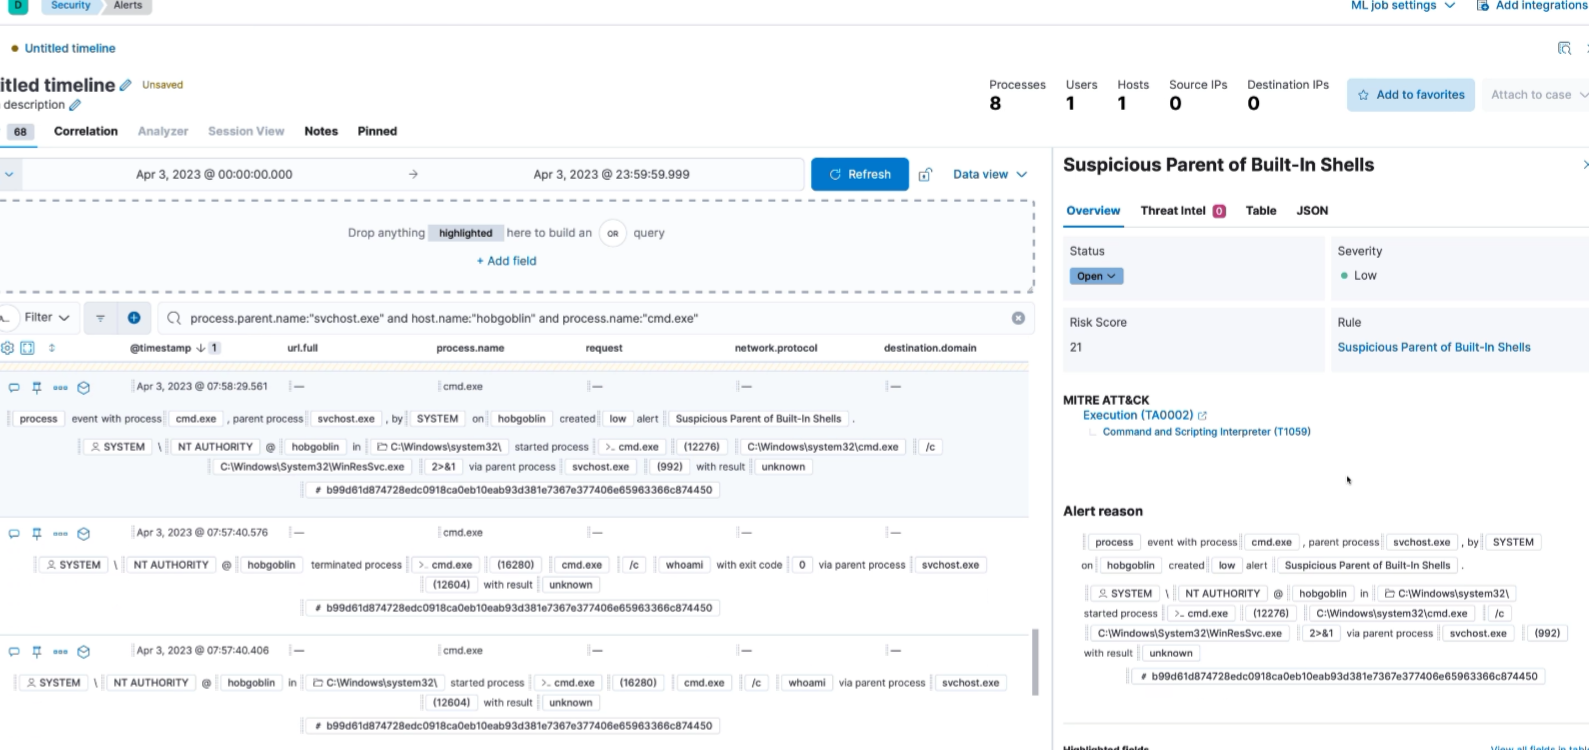 D Security Alerts ML job settings Add integrations
Untitled timeline
itled timeline Unsaved
description
Processes Users Hosts Source IPs Destination IPs
8 1 1 0 0
Add to favorites Attach to case
68 Correlation Analyzer Session View Notes Pinned
Apr 3, 2023 @ 00:00:00.000 → Apr 3, 2023 @ 23:59:59.999 Refresh Data view
Drop anything highlighted here to build an OR query
+ Add field
Filter process.parent.name:"svchost.exe" and host.name:"hobgoblin" and process.name:"cmd.exe"
@timestamp ↓ 1 url.full process.name request network.protocol destination.domain
Apr 3, 2023 @ 07:58:29.561 — cmd.exe — — —
process event with process cmd.exe , parent process svchost.exe , by SYSTEM on hobgoblin created low alert Suspicious Parent of Built-In Shells .
SYSTEM \ NT AUTHORITY @ hobgoblin in C:\Windows\system32\ started process >_ cmd.exe (12276) C:\Windows\system32\cmd.exe /c
C:\Windows\System32\WinResSvc.exe 2>&1 via parent process svchost.exe (992) with result unknown
# b99d61d874728edc0918ca0eb10eab93d381e7367e377406e65963366c874450
Apr 3, 2023 @ 07:57:40.576 — cmd.exe — — —
SYSTEM \ NT AUTHORITY @ hobgoblin terminated process >_ cmd.exe (16280) cmd.exe /c whoami with exit code 0 via parent process svchost.exe
(12604) with result unknown
# b99d61d874728edc0918ca0eb10eab93d381e7367e377406e65963366c874450
Apr 3, 2023 @ 07:57:40.406 — cmd.exe — — —
SYSTEM \ NT AUTHORITY @ hobgoblin in C:\Windows\system32\ started process >_ cmd.exe (16280) cmd.exe /c whoami via parent process svchost.exe
(12604) with result unknown
# b99d61d874728edc0918ca0eb10eab93d381e7367e377406e65963366c874450
Suspicious Parent of Built-In Shells
Overview Threat Intel 0 Table JSON
Status Severity
Open Low
Risk Score Rule
21 Suspicious Parent of Built-In Shells
MITRE ATT&CK
Execution (TA0002)
Command and Scripting Interpreter (T1059)
Alert reason
process event with process cmd.exe , parent process svchost.exe , by SYSTEM
on hobgoblin created low alert Suspicious Parent of Built-In Shells .
SYSTEM \ NT AUTHORITY @ hobgoblin in C:\Windows\system32\
started process >_ cmd.exe (12276) C:\Windows\system32\cmd.exe /c
C:\Windows\System32\WinResSvc.exe 2>&1 via parent process svchost.exe (992)
with result unknown
# b99d61d874728edc0918ca0eb10eab93d381e7367e377406e65963366c874450
Highlighted fields View all fields in table